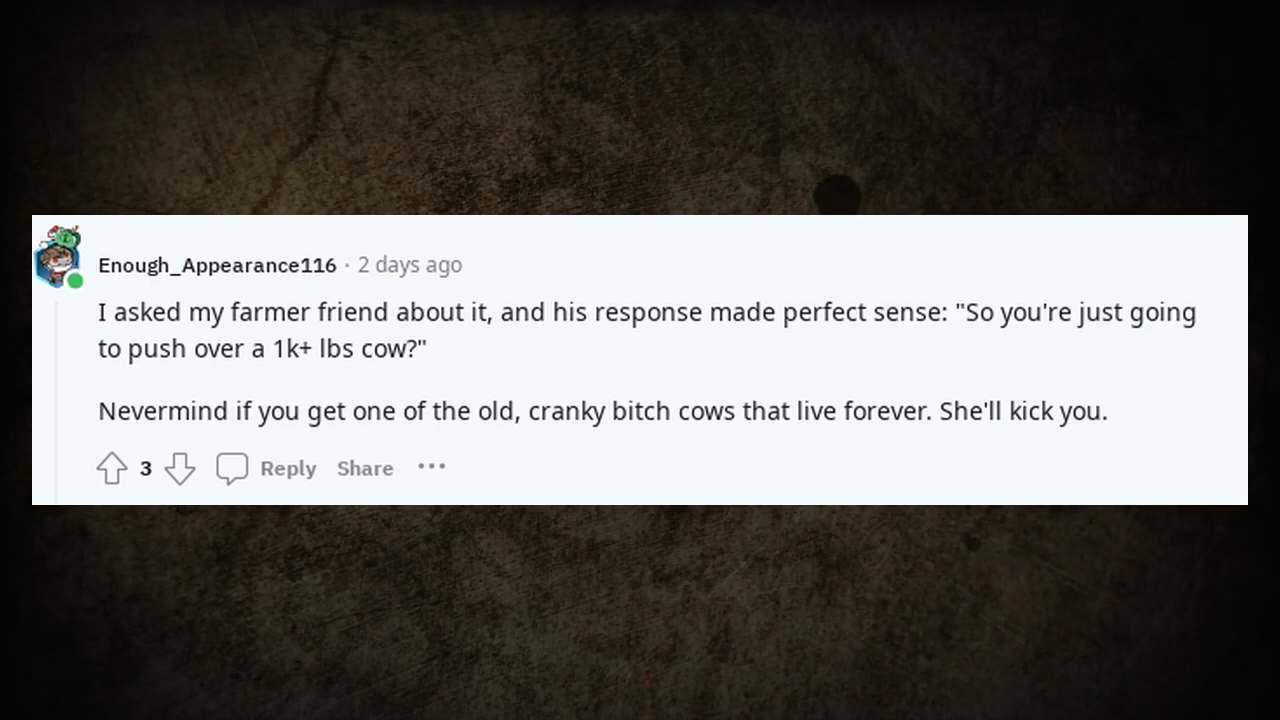 Enough_Appearance116 · 2 days ago
I asked my farmer friend about it, and his response made perfect sense: "So you're just going
to push over a 1k+ lbs cow?"
Nevermind if you get one of the old, cranky bitch cows that live forever. She'll kick you.
3 Reply Share ···